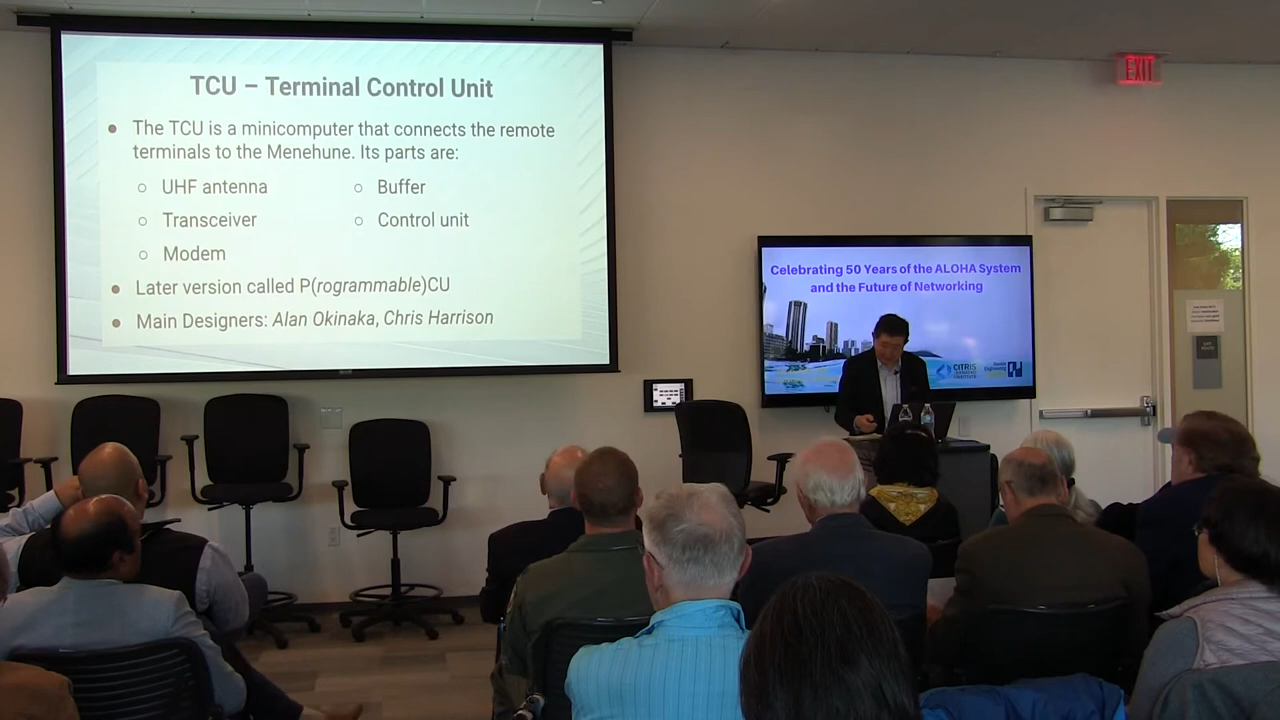 TCU – Terminal Control Unit
● The TCU is a minicomputer that connects the remote
terminals to the Menehune. Its parts are:
○ UHF antenna
○ Transceiver
○ Modem
○ Buffer
○ Control unit
● Later version called P(rogrammable)CU
● Main Designers: Alan Okinaka, Chris Harrison
Celebrating 50 Years of the ALOHA System
and the Future of Networking
CITRIS
EXIT